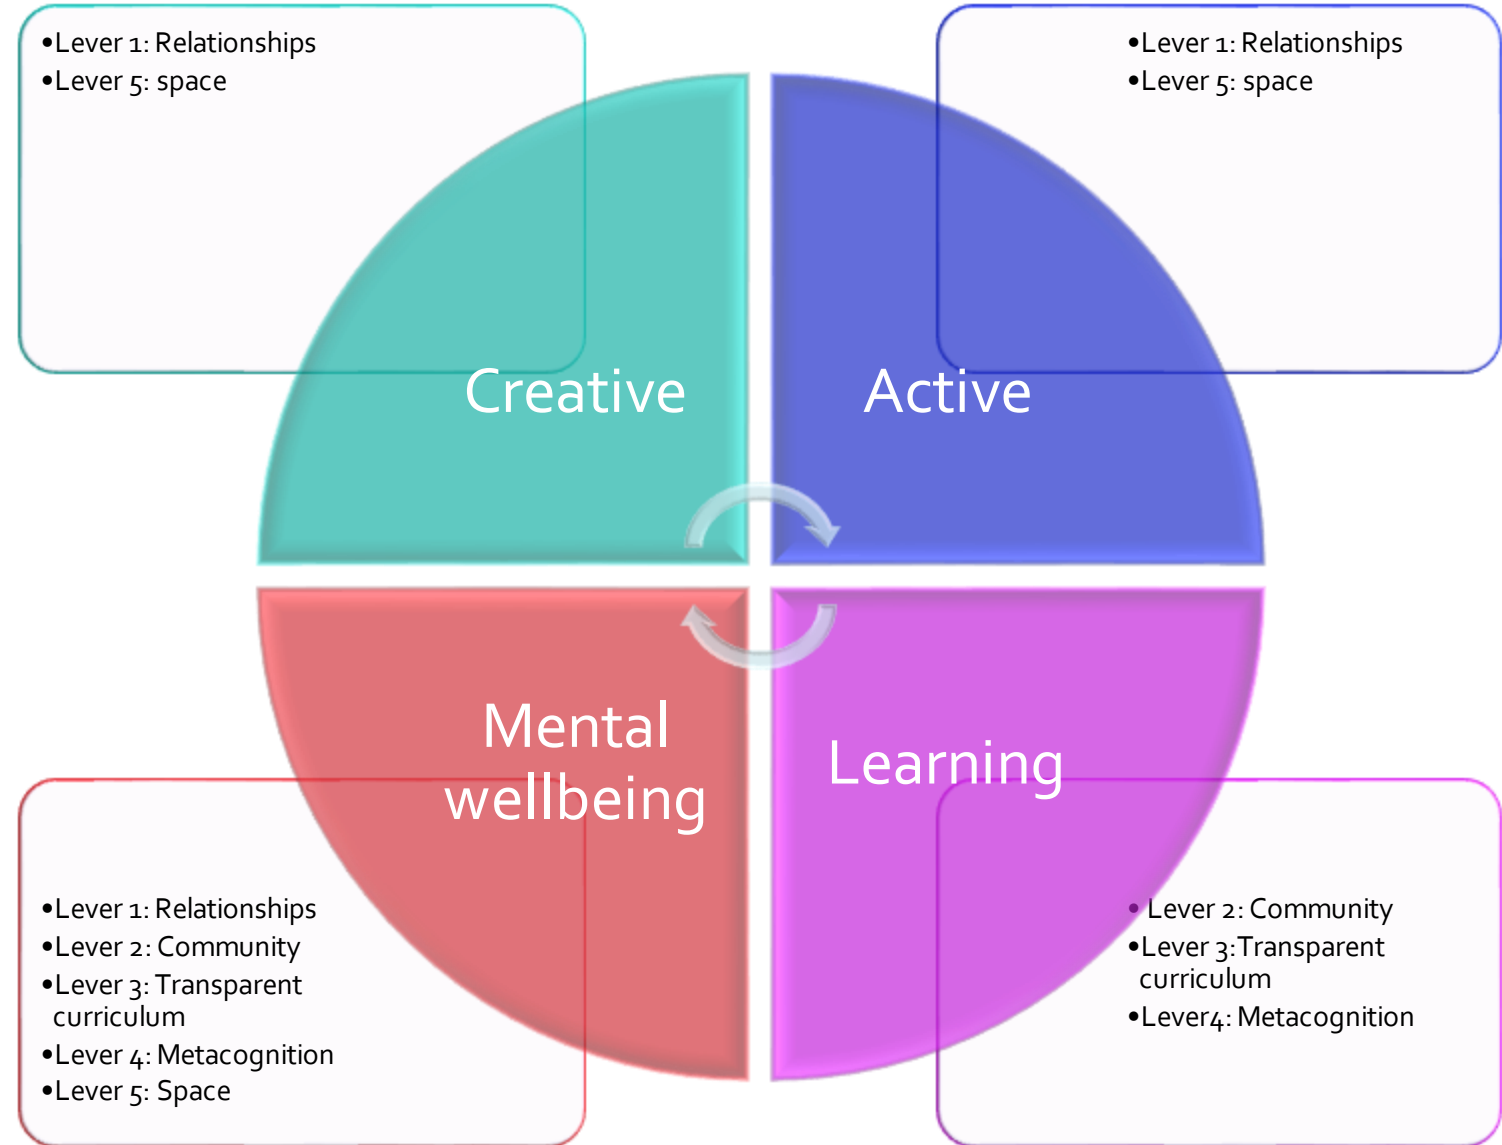 •Lever 1: Relationships
•Lever 5: space
•Lever 1: Relationships
•Lever 5: space
Creative
Active
Mental
wellbeing
Learning
•Lever 1: Relationships
•Lever 2: Community
•Lever 3: Transparent
curriculum
•Lever 4: Metacognition
•Lever 5: Space
• Lever 2: Community
•Lever 3:Transparent
curriculum
•Lever4: Metacognition